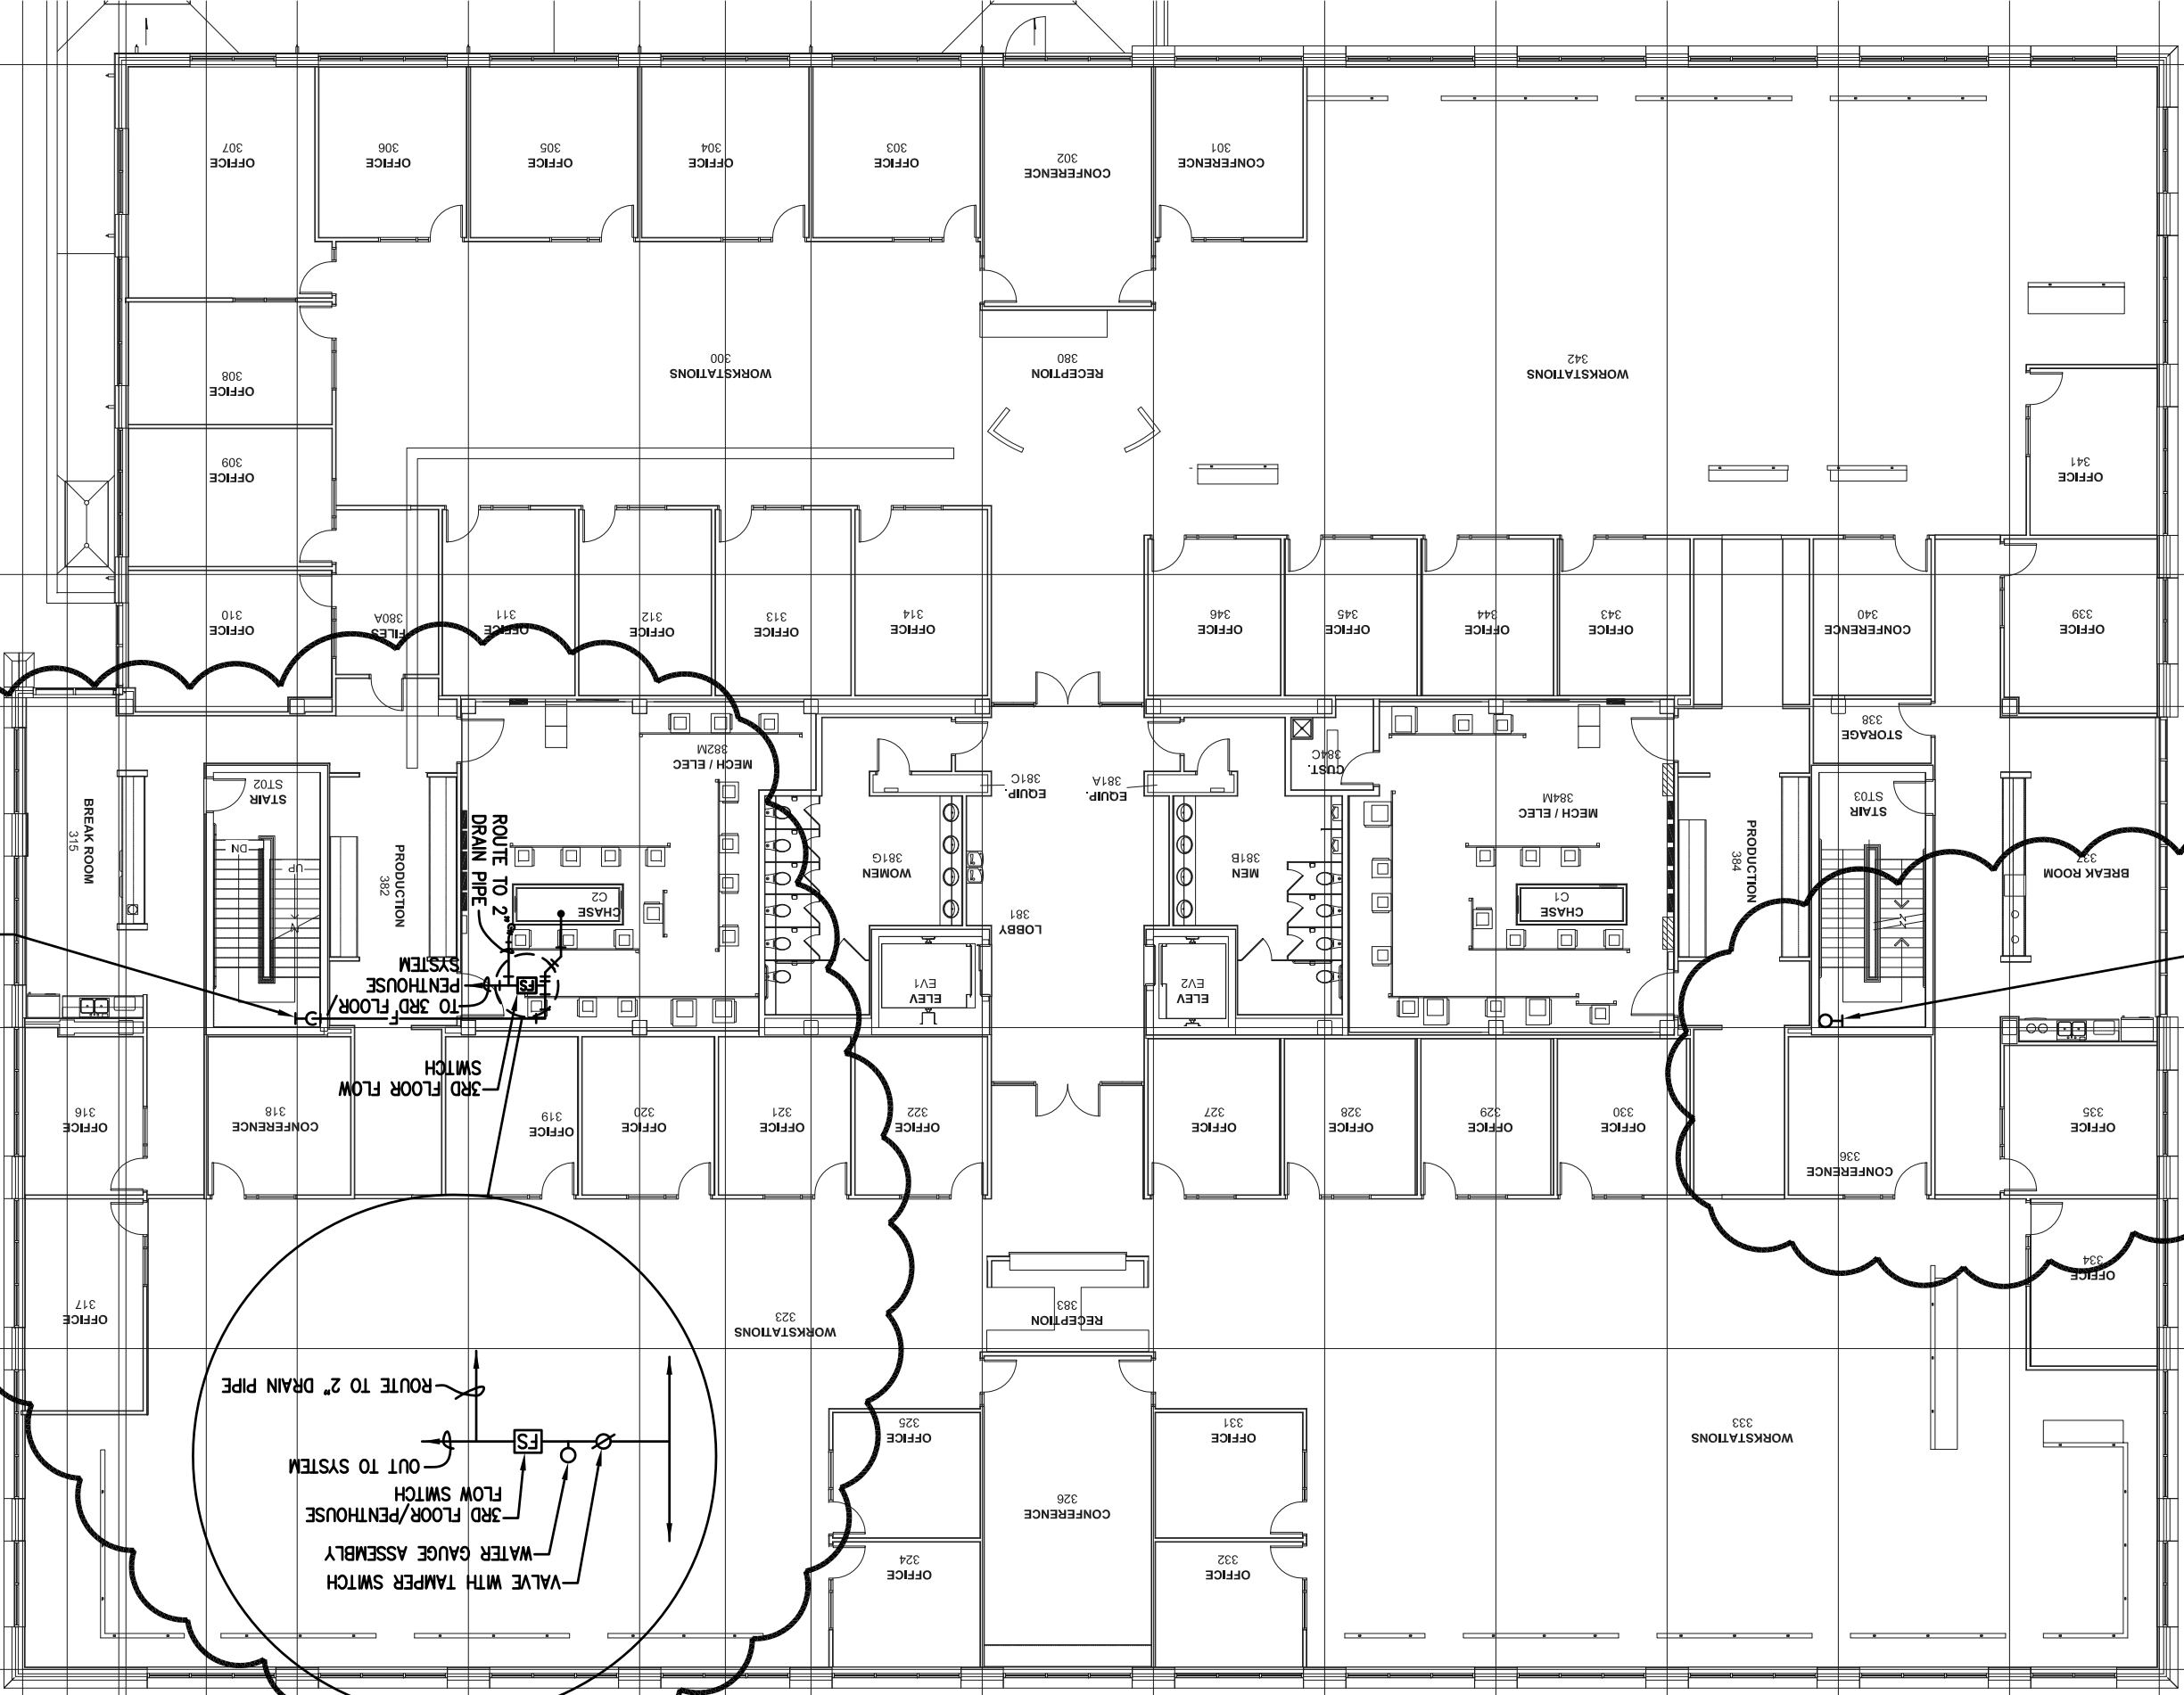 OFFICE
332
OFFICE
324
VALVE WITH TAMPER SWITCH
WATER GAUGE ASSEMBLY
3RD FLOOR/PENTHOUSE
FLOW SWITCH
OUT TO SYSTEM
FS
ROUTE TO 2" DRAIN PIPE
CONFERENCE
326
WORKSTATIONS
333
OFFICE
331
OFFICE
325
WORKSTATIONS
323
RECEPTION
383
OFFICE
317
OFFICE
334
CONFERENCE
336
OFFICE
335
OFFICE
330
OFFICE
329
OFFICE
328
OFFICE
327
OFFICE
322
OFFICE
321
OFFICE
320
OFFICE
319
CONFERENCE
318
OFFICE
316
3RD FLOOR FLOW
SWITCH
F
TO 3RD FLOOR/
PENTHOUSE
SYSTEM
FS
ELEV
EV2
ELEV
EV1
LOBBY
381
CHASE
C1
CHASE
C2
ROUTE TO 2"
DRAIN PIPE
BREAK ROOM
337
PRODUCTION
384
MEN
381B
WOMEN
381G
UP
DN
PRODUCTION
382
BREAK ROOM
315
STAIR
ST03
MECH / ELEC
384M
EQUIP.
381A
EQUIP.
381C
STAIR
ST02
CUST.
384C
MECH / ELEC
382M
STORAGE
338
OFFICE
339
CONFERENCE
340
OFFICE
343
OFFICE
344
OFFICE
345
OFFICE
346
OFFICE
314
OFFICE
313
OFFICE
312
OFFICE
311
FILES
380A
OFFICE
310
OFFICE
341
OFFICE
309
OFFICE
308
WORKSTATIONS
342
RECEPTION
380
WORKSTATIONS
300
CONFERENCE
301
CONFERENCE
302
OFFICE
303
OFFICE
304
OFFICE
305
OFFICE
306
OFFICE
307